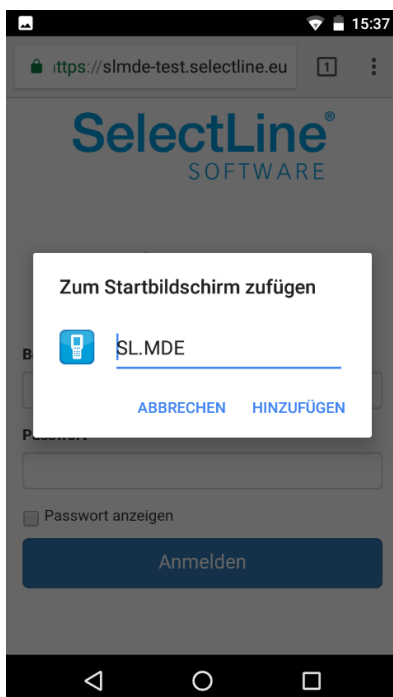 15:37
ttps://slmde-test.selectline.eu
1
SelectLine®
SOFTWARE
Zum Startbildschirm zufügen
SL.MDE
ABBRECHEN HINZUFÜGEN
Passwort anzeigen
Anmelden